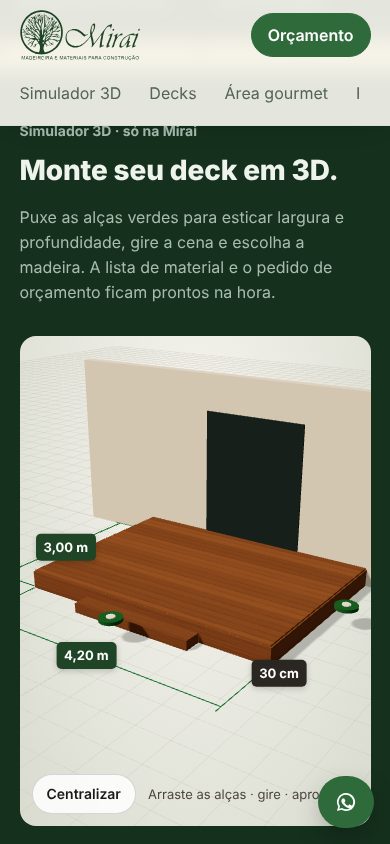 Mirai
MADEIREIRA E MATERIAIS PARA CONSTRUÇÃO
Orçamento
Simulador 3D Decks Área gourmet
Simulador 3D · só na Mirai
Monte seu deck em 3D.
Puxe as alças verdes para esticar largura e
profundidade, gire a cena e escolha a
madeira. A lista de material e o pedido de
orçamento ficam prontos na hora.
3,00 m
4,20 m
30 cm
Centralizar
Arraste as alças · gire · apro